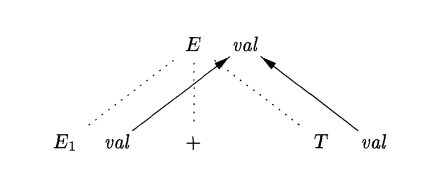 E val
E₁ val + T val